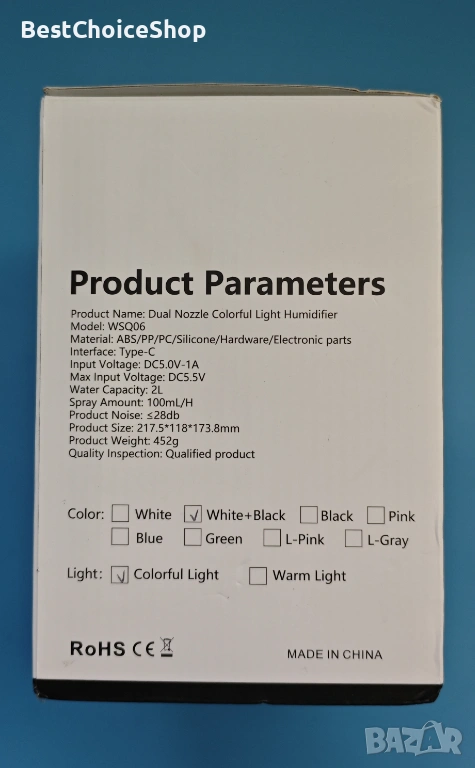 BestChoiceShop
Product Parameters
Product Name: Dual Nozzle Colorful Light Humidifier
Model: WSQ06
Material: ABS/PP/PC/Silicone/Hardware/Electronic parts
Interface: Type-C
Input Voltage: DC5.0V-1A
Max Input Voltage: DC5.5V
Water Capacity: 2L
Spray Amount: 100mL/H
Product Noise: ≤28db
Product Size: 217.5*118*173.8mm
Product Weight: 452g
Quality Inspection: Qualified product
Color: White White+Black Black Pink
Blue Green L-Pink L-Gray
Light: Colorful Light Warm Light
RoHS CE MADE IN CHINA
BAZAR